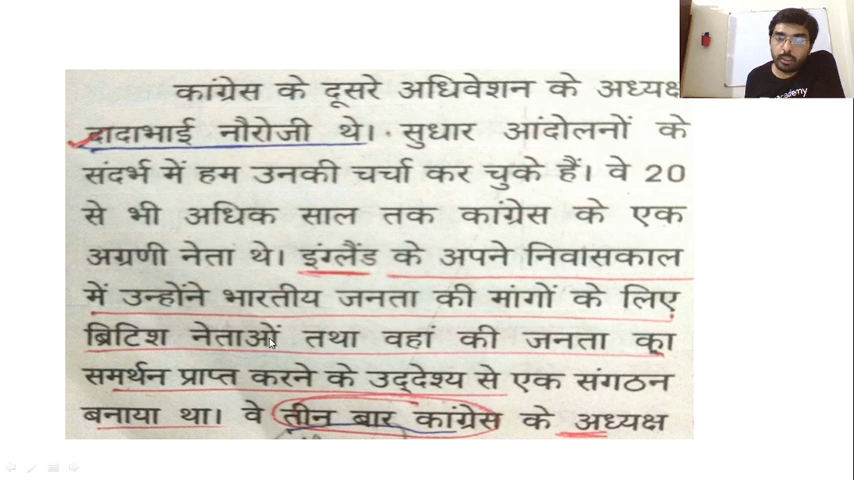 कांग्रेस के दूसरे अधिवेशन के अध्यक्ष
दादाभाई नौरोजी थे। सुधार आंदोलनों के
संदर्भ में हम उनकी चर्चा कर चुके हैं। वे 20
से भी अधिक साल तक कांग्रेस के एक
अग्रणी नेता थे। इंग्लैंड के अपने निवासकाल
में उन्होंने भारतीय जनता की मांगों के लिए
ब्रिटिश नेताओं तथा वहां की जनता का
समर्थन प्राप्त करने के उद्देश्य से एक संगठन
बनाया था। वे तीन बार कांग्रेस के अध्यक्ष